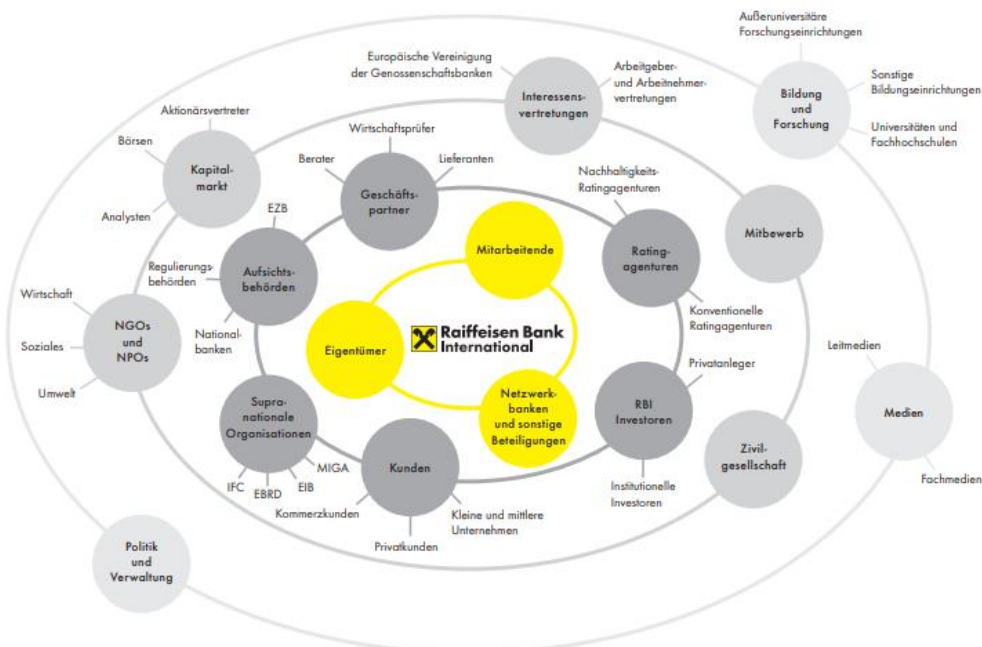 Außeruniversitäre
Forschungseinrichtungen
Sonstige
Bildungseinrichtungen
Bildung
und
Forschung
Universitäten und
Fachhochschulen
Europäische Vereinigung
der Genossenschaftsbanken
Interessens-
vertretungen
Arbeitgeber-
und Arbeitnehmer-
vertretungen
Aktionärsvertreter
Börsen
Kapital-
markt
Analysten
Wirtschaftsprüfer
Berater
Lieferanten
Geschäfts-
partner
Nachhaltigkeits-
Ratingagenturen
Rating-
agenturen
Konventionelle
Ratingagenturen
Mitbewerb
EZB
Regulierungs-
behörden
Aufsichts-
behörden
National-
banken
Mitarbeitende
Wirtschaft
Soziales
Umwelt
NGOs
und
NPOs
Eigentümer
Raiffeisen Bank
International
Netzwerk-
banken
und sonstige
Beteiligungen
Privatanleger
RBI
Investoren
Institutionelle
Investoren
Leitmedien
Medien
Fachmedien
Supra-
nationale
Organisationen
MIGA
IFC
EBRD
EIB
Kunden
Kommerzkunden
Privatkunden
Kleine und mittlere
Unternehmen
Zivil-
gesellschaft
Politik
und
Verwaltung